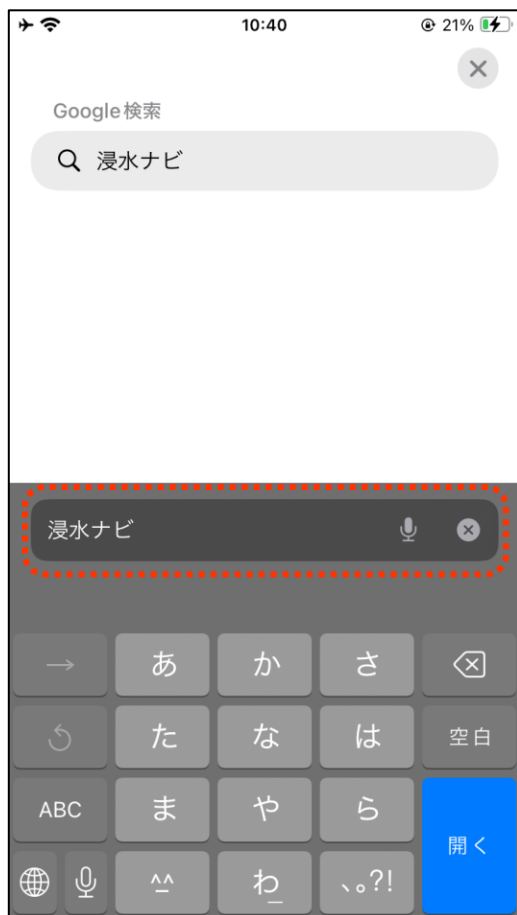 10:40
21%
Google検索
浸水ナビ
浸水ナビ
→ あ か さ
た な は 空白
ABC ま や ら
開く
^^ わ_ 、。?!